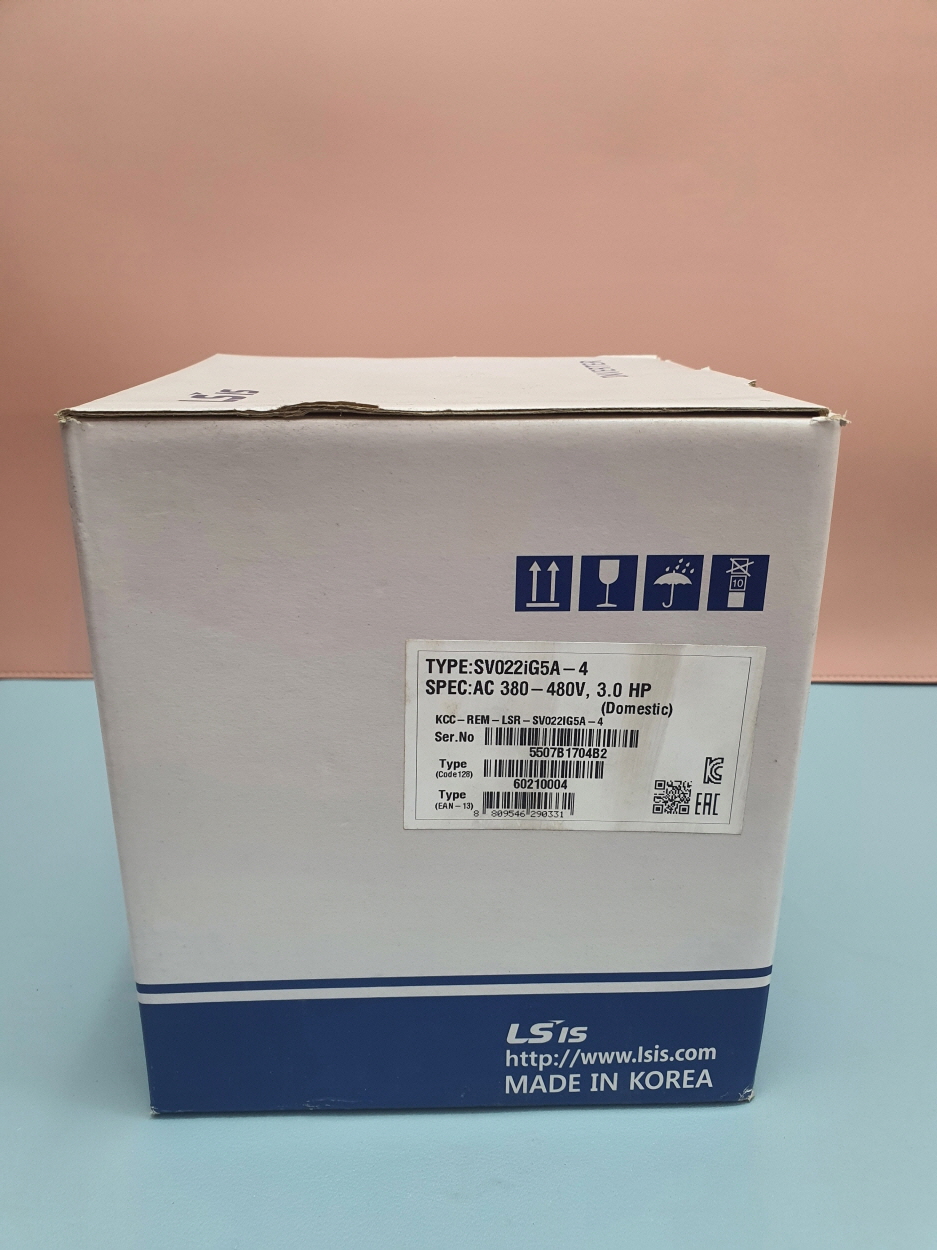 LSis
INVERTER
10
TYPE:SV022iG5A-4
SPEC:AC 380-480V, 3.0 HP
(Domestic)
KCC-REM-LSR-SV022IG5A-4
Ser.No
5507B1704B2
Type
(Code128)
60210004
Type
(EAN-13)
8 809546 290331
EAC
LSis
http://www.lsis.com
MADE IN KOREA